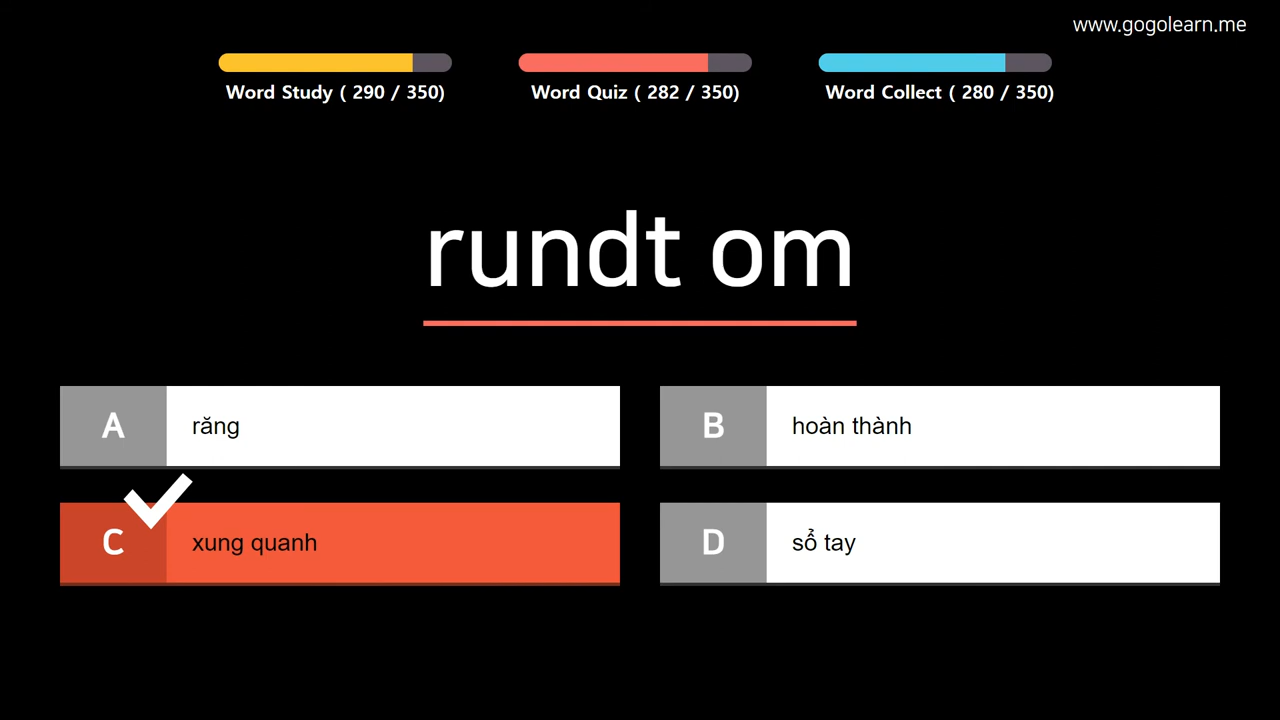 www.gogolearn.me
Word Study ( 290 / 350)
Word Quiz ( 282 / 350)
Word Collect ( 280 / 350)
rundt om
A
răng
B
hoàn thành
C
xung quanh
D
sổ tay